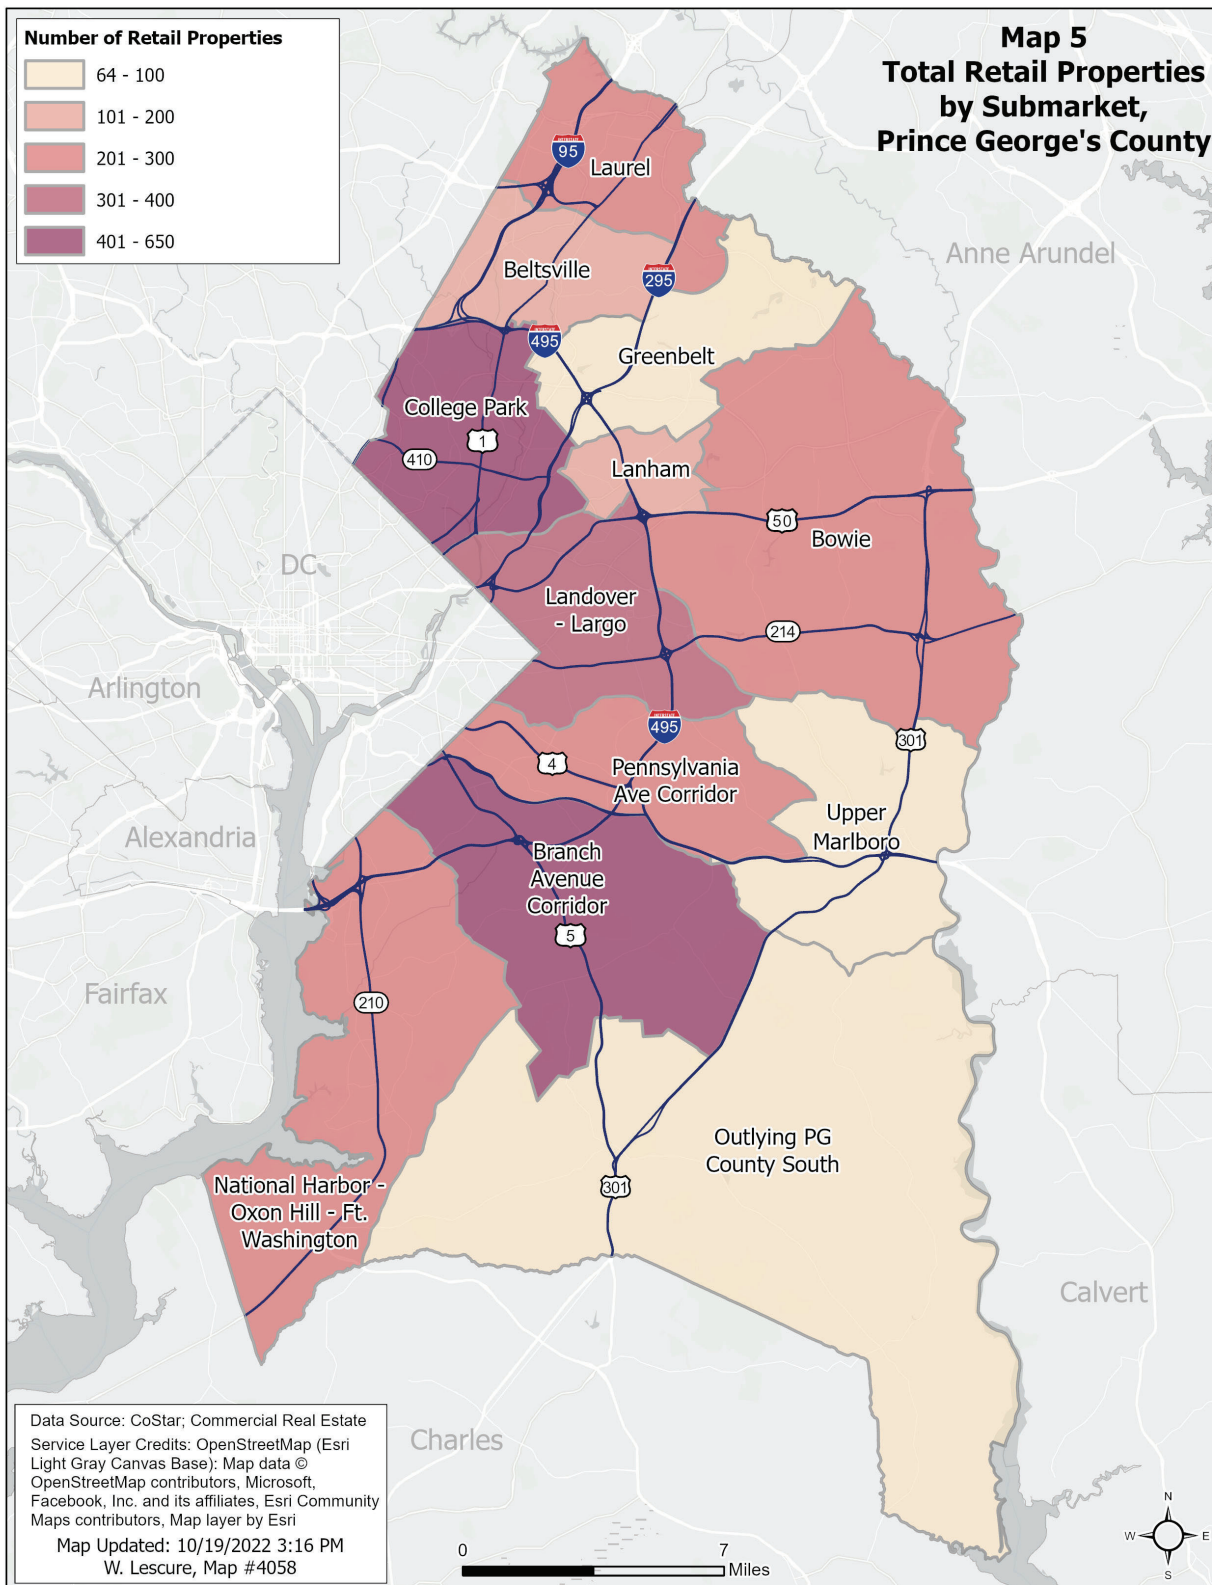 Map 5
Total Retail Properties
by Submarket,
Prince George's County
Number of Retail Properties
64 - 100
101 - 200
201 - 300
301 - 400
401 - 650
95
Laurel
Anne Arundel
Beltsville
295
495
Greenbelt
College Park
1
410
Lanham
50
Bowie
DC
Landover
- Largo
214
Arlington
495
301
4
Pennsylvania
Ave Corridor
Upper
Marlboro
Alexandria
Branch
Avenue
Corridor
5
Fairfax
210
Outlying PG
County South
National Harbor -
Oxon Hill - Ft.
Washington
301
Calvert
Charles
Data Source: CoStar; Commercial Real Estate
Service Layer Credits: OpenStreetMap (Esri
Light Gray Canvas Base): Map data ©
OpenStreetMap contributors, Microsoft,
Facebook, Inc. and its affiliates, Esri Community
Maps contributors, Map layer by Esri
Map Updated: 10/19/2022 3:16 PM
W. Lescure, Map #4058
0 7
Miles
N
W E
S